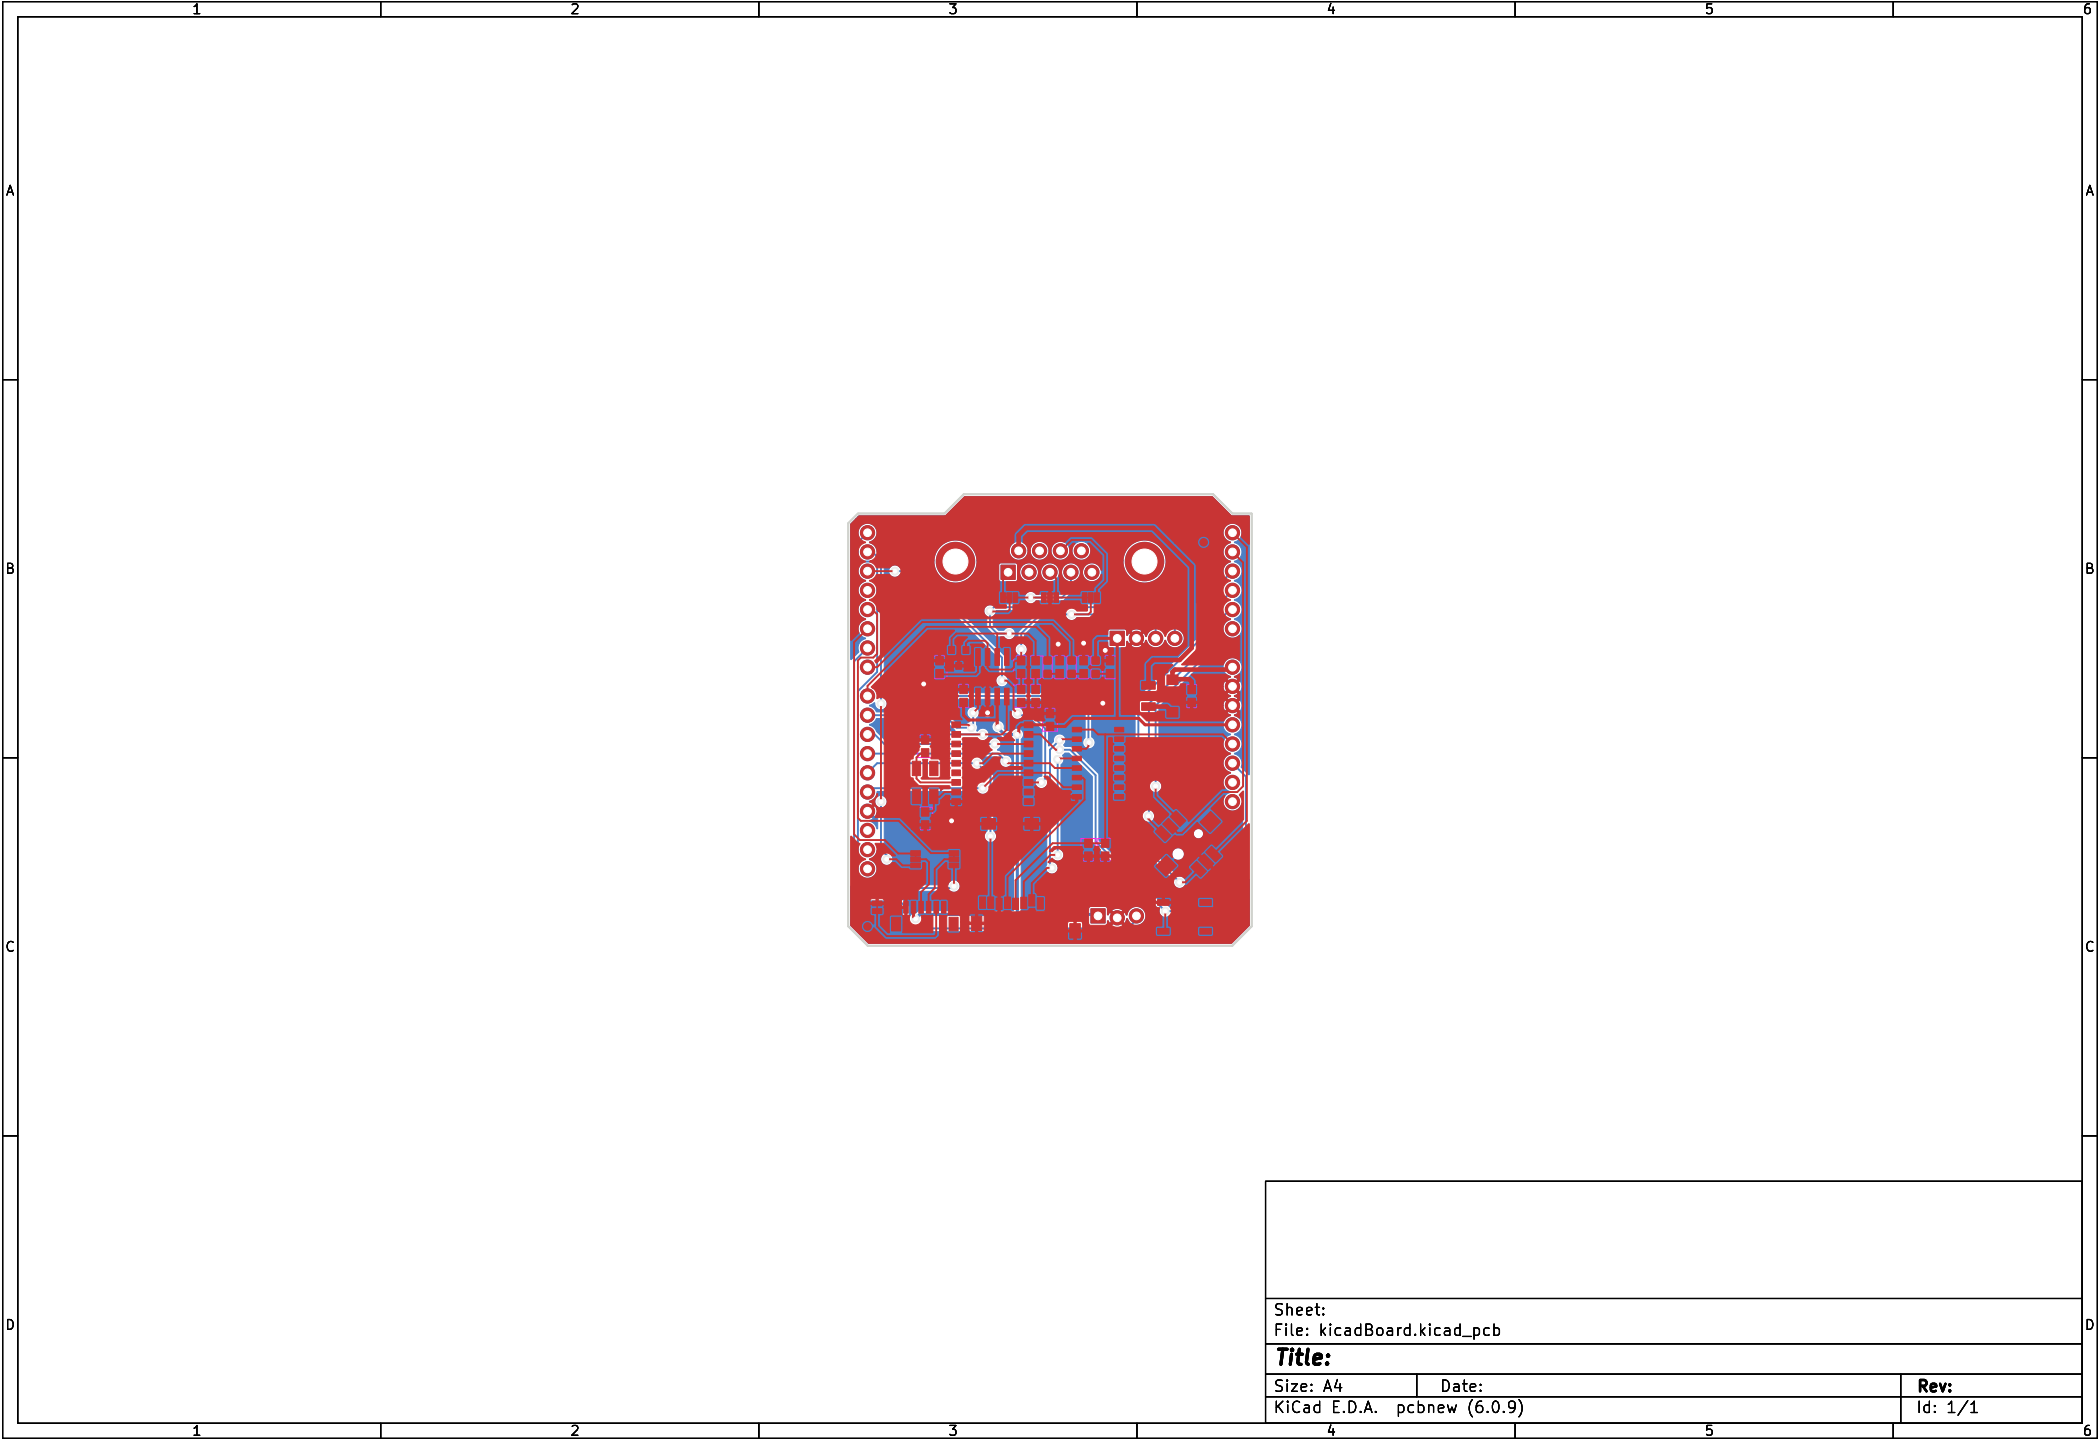 1 2 3 4 5 6
A A
B B
C C
D D
Sheet:
File: kicadBoard.kicad_pcb
Title:
Size: A4 Date: Rev:
KiCad E.D.A. pcbnew (6.0.9) Id: 1/1
1 2 3 4 5 6